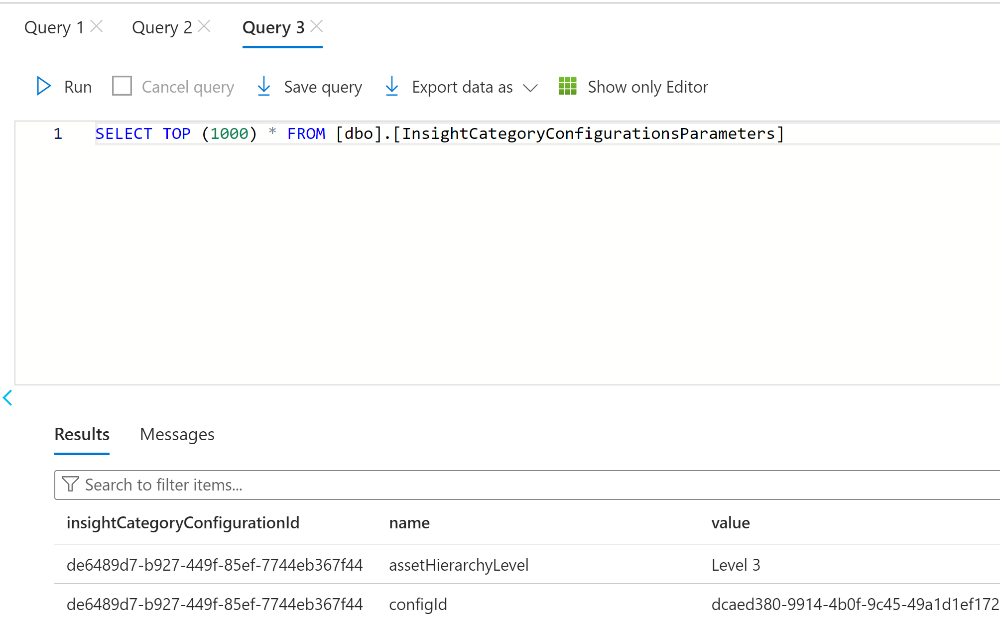 Query 1 Query 2 Query 3
Run Cancel query Save query Export data as Show only Editor
1 SELECT TOP (1000) * FROM [dbo].[InsightCategoryConfigurationsParameters]
Results Messages
Search to filter items...
insightCategoryConfigurationId name value
de6489d7-b927-449f-85ef-7744eb367f44 assetHierarchyLevel Level 3
de6489d7-b927-449f-85ef-7744eb367f44 configId dcaed380-9914-4b0f-9c45-49a1d1ef172